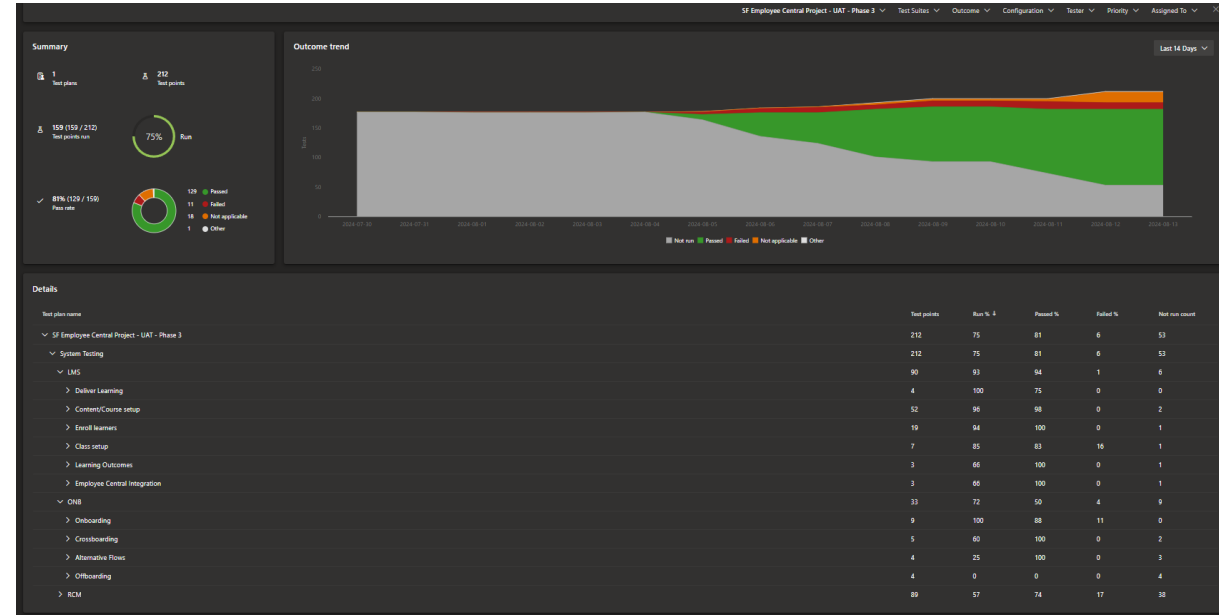 SF Employee Central Project - UAT - Phase 3 Test Suites Outcome Configuration Tester Priority Assigned To
Summary
1
Test plans
212
Test points
159 (159 / 212)
Test points run
75% Run
81% (129 / 159)
Pass rate
129 Passed
11 Failed
18 Not applicable
1 Other
Outcome trend
Last 14 Days
250
200
150
100
50
0
Tests
2024-07-30 2024-07-31 2024-08-01 2024-08-02 2024-08-03 2024-08-04 2024-08-05 2024-08-06 2024-08-07 2024-08-08 2024-08-09 2024-08-10 2024-08-11 2024-08-12 2024-08-13
Not run Passed Failed Not applicable Other
Details
Test plan name Test points Run % Passed % Failed % Not run count
SF Employee Central Project - UAT - Phase 3 212 75 81 6 53
System Testing 212 75 81 6 53
LMS 90 93 94 1 6
Deliver Learning 4 100 75 0 0
Content/Course setup 52 96 98 0 2
Enroll learners 19 94 100 0 1
Class setup 7 85 83 16 1
Learning Outcomes 3 66 100 0 1
Employee Central Integration 3 66 100 0 1
ONB 33 72 50 4 9
Onboarding 9 100 88 11 0
Crossboarding 5 60 100 0 2
Alternative Flows 4 25 100 0 3
Offboarding 4 0 0 0 4
RCM 89 57 74 17 38